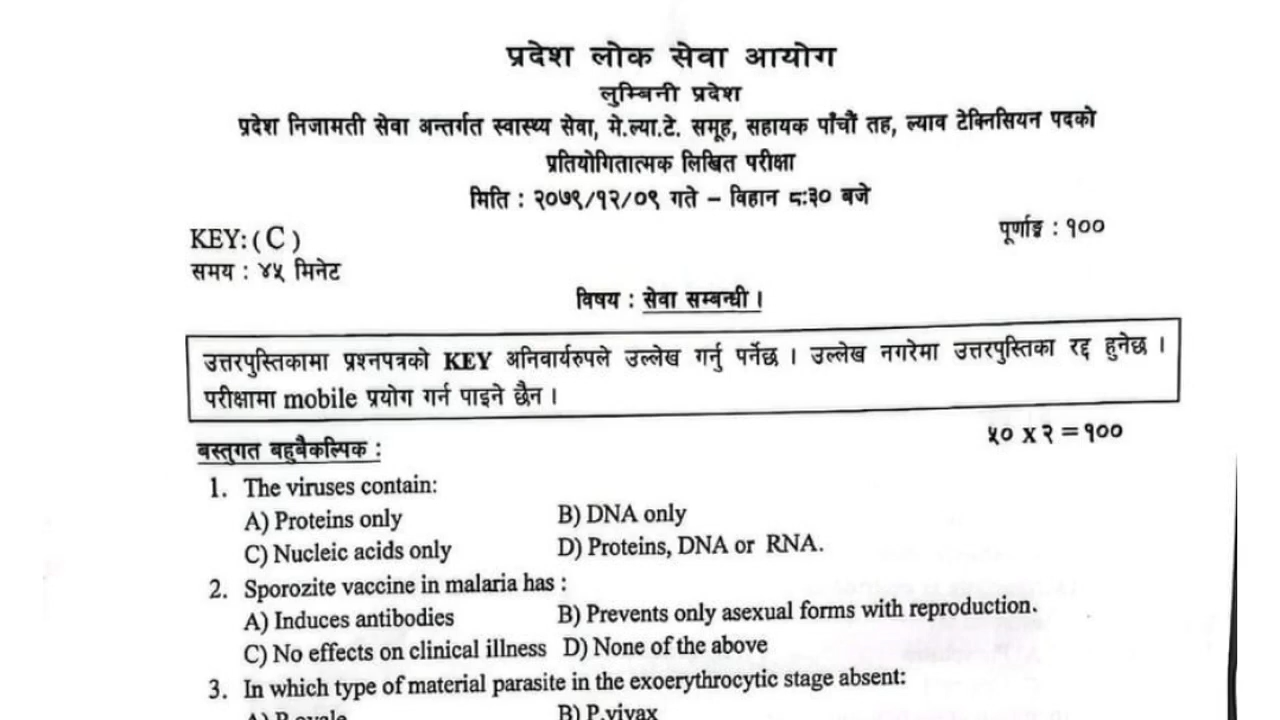 प्रदेश लोक सेवा आयोग
लुम्बिनी प्रदेश
प्रदेश निजामती सेवा अन्तर्गत स्वास्थ्य सेवा, मे.ल्या.टे. समूह, सहायक पाँचौं तह, ल्याव टेक्निसियन पदको
प्रतियोगितात्मक लिखित परीक्षा
मिति : २०७९/१२/०९ गते – विहान ८:३० बजे
KEY: ( C ) पूर्णाङ्क : १००
समय : ४५ मिनेट
विषय : सेवा सम्बन्धी ।
उत्तरपुस्तिकामा प्रश्नपत्रको KEY अनिवार्यरुपले उल्लेख गर्नु पर्नेछ । उल्लेख नगरेमा उत्तरपुस्तिका रद्द हुनेछ ।
परीक्षामा mobile प्रयोग गर्न पाइने छैन ।
बस्तुगत बहुबैकल्पिक : ५० x २ = १००
1. The viruses contain:
A) Proteins only B) DNA only
C) Nucleic acids only D) Proteins, DNA or RNA.
2. Sporozite vaccine in malaria has :
A) Induces antibodies B) Prevents only asexual forms with reproduction.
C) No effects on clinical illness D) None of the above
3. In which type of material parasite in the exoerythrocytic stage absent:
A) P.ovale B) P.vivax